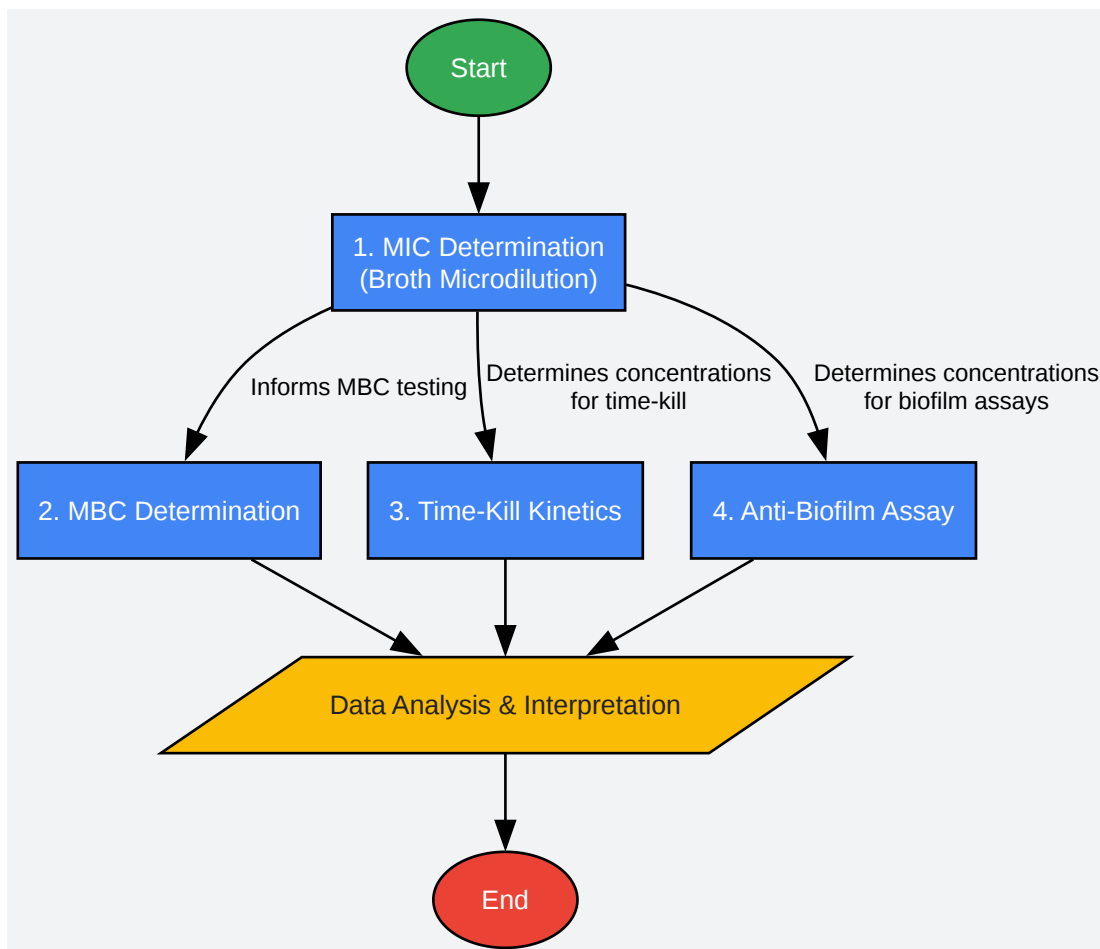 Start
1. MIC Determination
(Broth Microdilution)
Informs MBC testing
Determines concentrations
for time-kill
Determines concentrations
for biofilm assays
2. MBC Determination
3. Time-Kill Kinetics
4. Anti-Biofilm Assay
Data Analysis & Interpretation
End